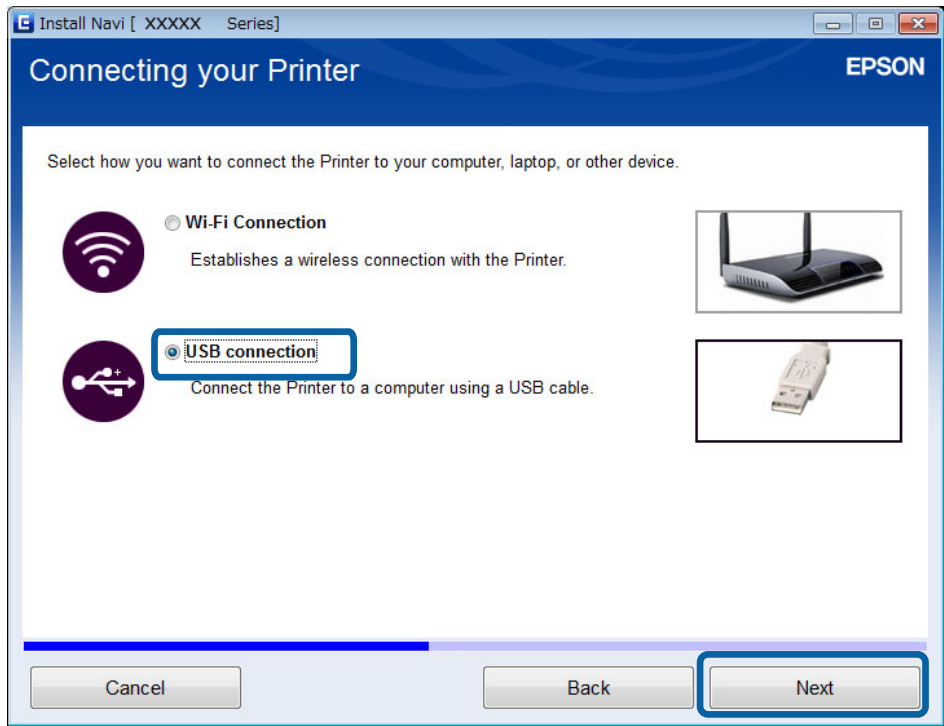 Install Navi [ XXXXX Series]
Connecting your Printer
EPSON
Select how you want to connect the Printer to your computer, laptop, or other device.
Wi-Fi Connection
Establishes a wireless connection with the Printer.
USB connection
Connect the Printer to a computer using a USB cable.
Cancel
Back
Next